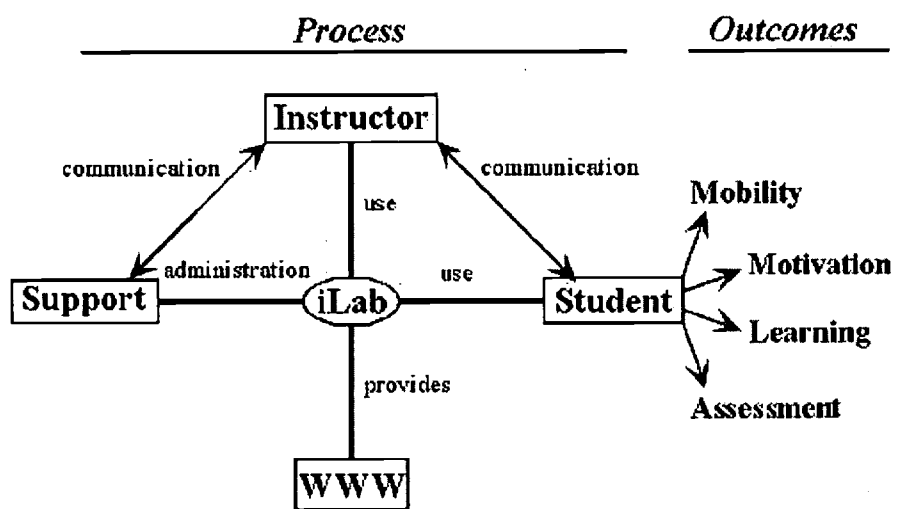 Process
Outcomes
Instructor
communication
communication
use
Mobility
Motivation
administration
use
Support
iLab
Student
Learning
provides
Assessment
WWW